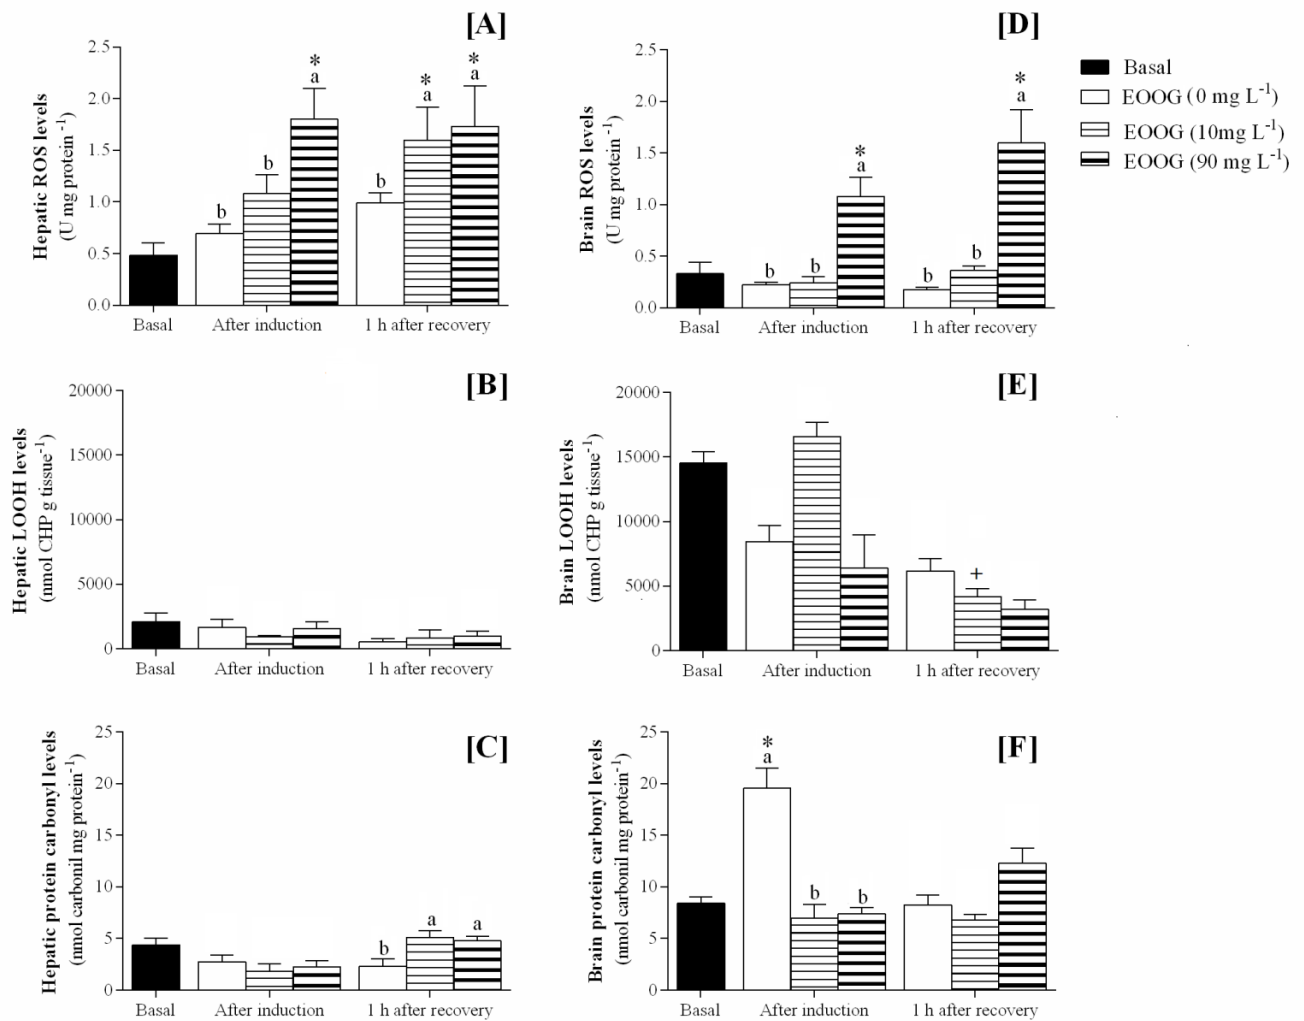 [A]
Hepatic ROS levels
(U mg protein ⁻¹)
2.5
2.0
1.5
1.0
0.5
0.0
b
b
* a
b
* a
* a
Basal After induction 1 h after recovery
[D]
Brain ROS levels
(U mg protein ⁻¹)
2.5
2.0
1.5
1.0
0.5
0.0
b
b
* a
b
b
* a
Basal After induction 1 h after recovery
Basal
EOOG (0 mg L⁻¹)
EOOG (10mg L⁻¹)
EOOG (90 mg L⁻¹)
[B]
Hepatic LOOH levels
(nmol CHP g tissue⁻¹)
20000
15000
10000
5000
0
Basal After induction 1 h after recovery
[E]
Brain LOOH levels
(nmol CHP g tissue⁻¹)
20000
15000
10000
5000
0
+
Basal After induction 1 h after recovery
[C]
Hepatic protein carbonyl levels
(nmol carbonil mg protein⁻¹)
25
20
15
10
5
0
b
a
a
Basal After induction 1 h after recovery
[F]
Brain protein carbonyl levels
(nmol carbonil mg protein⁻¹)
25
20
15
10
5
0
* a
b
b
Basal After induction 1 h after recovery